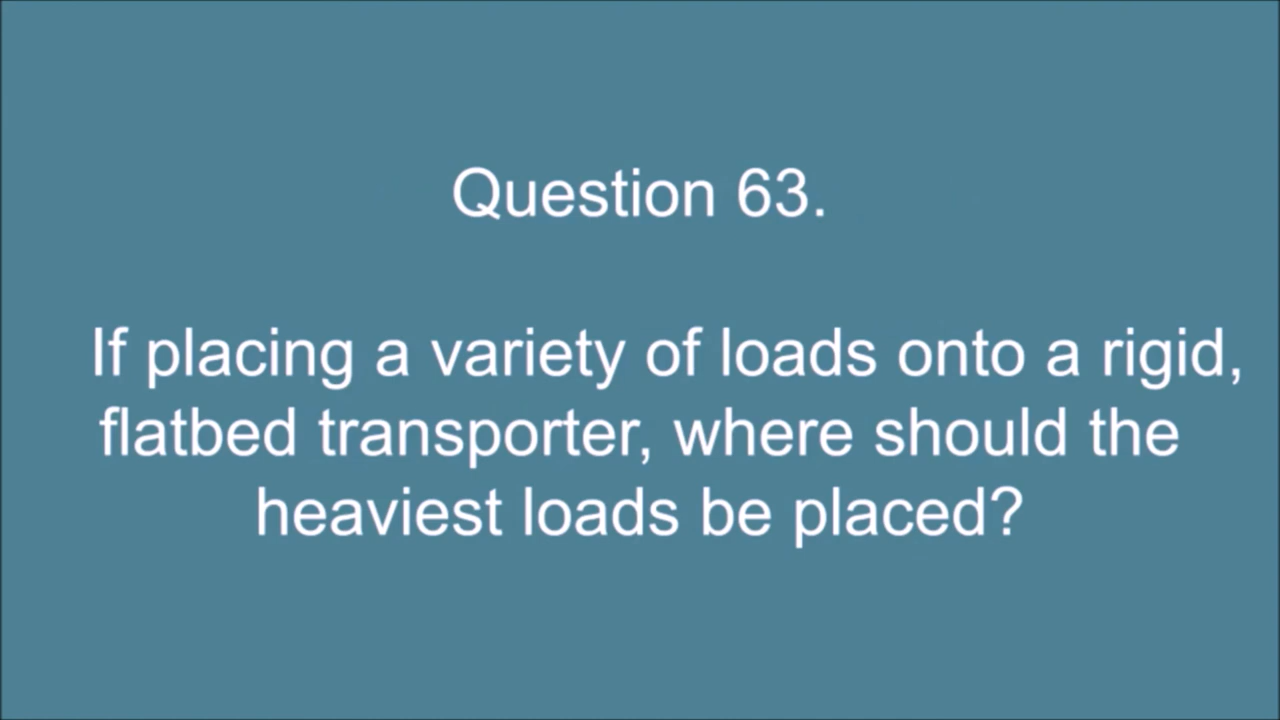 Question 63.
If placing a variety of loads onto a rigid,
flatbed transporter, where should the
heaviest loads be placed?